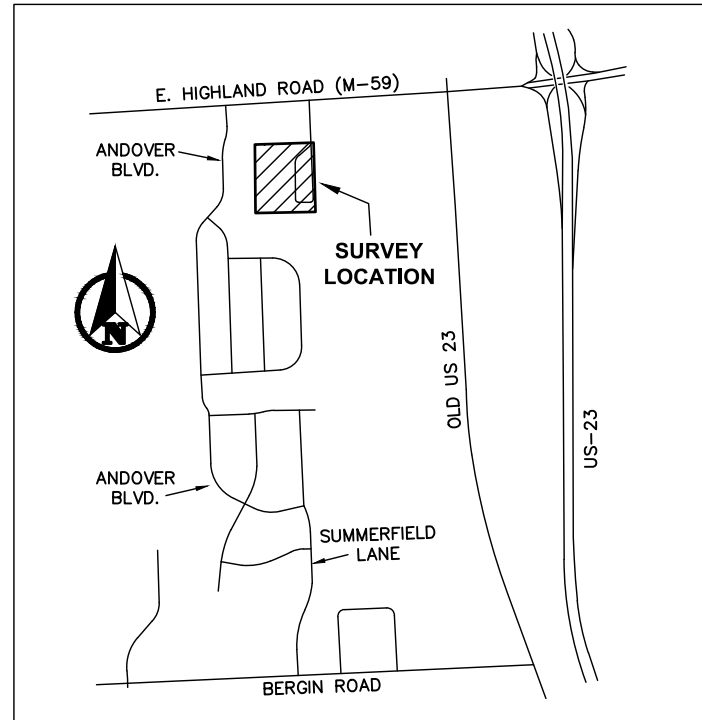 E. HIGHLAND ROAD (M-59)
ANDOVER
BLVD.
SURVEY
LOCATION
N
OLD US 23
US-23
ANDOVER
BLVD.
SUMMERFIELD
LANE
BERGIN ROAD